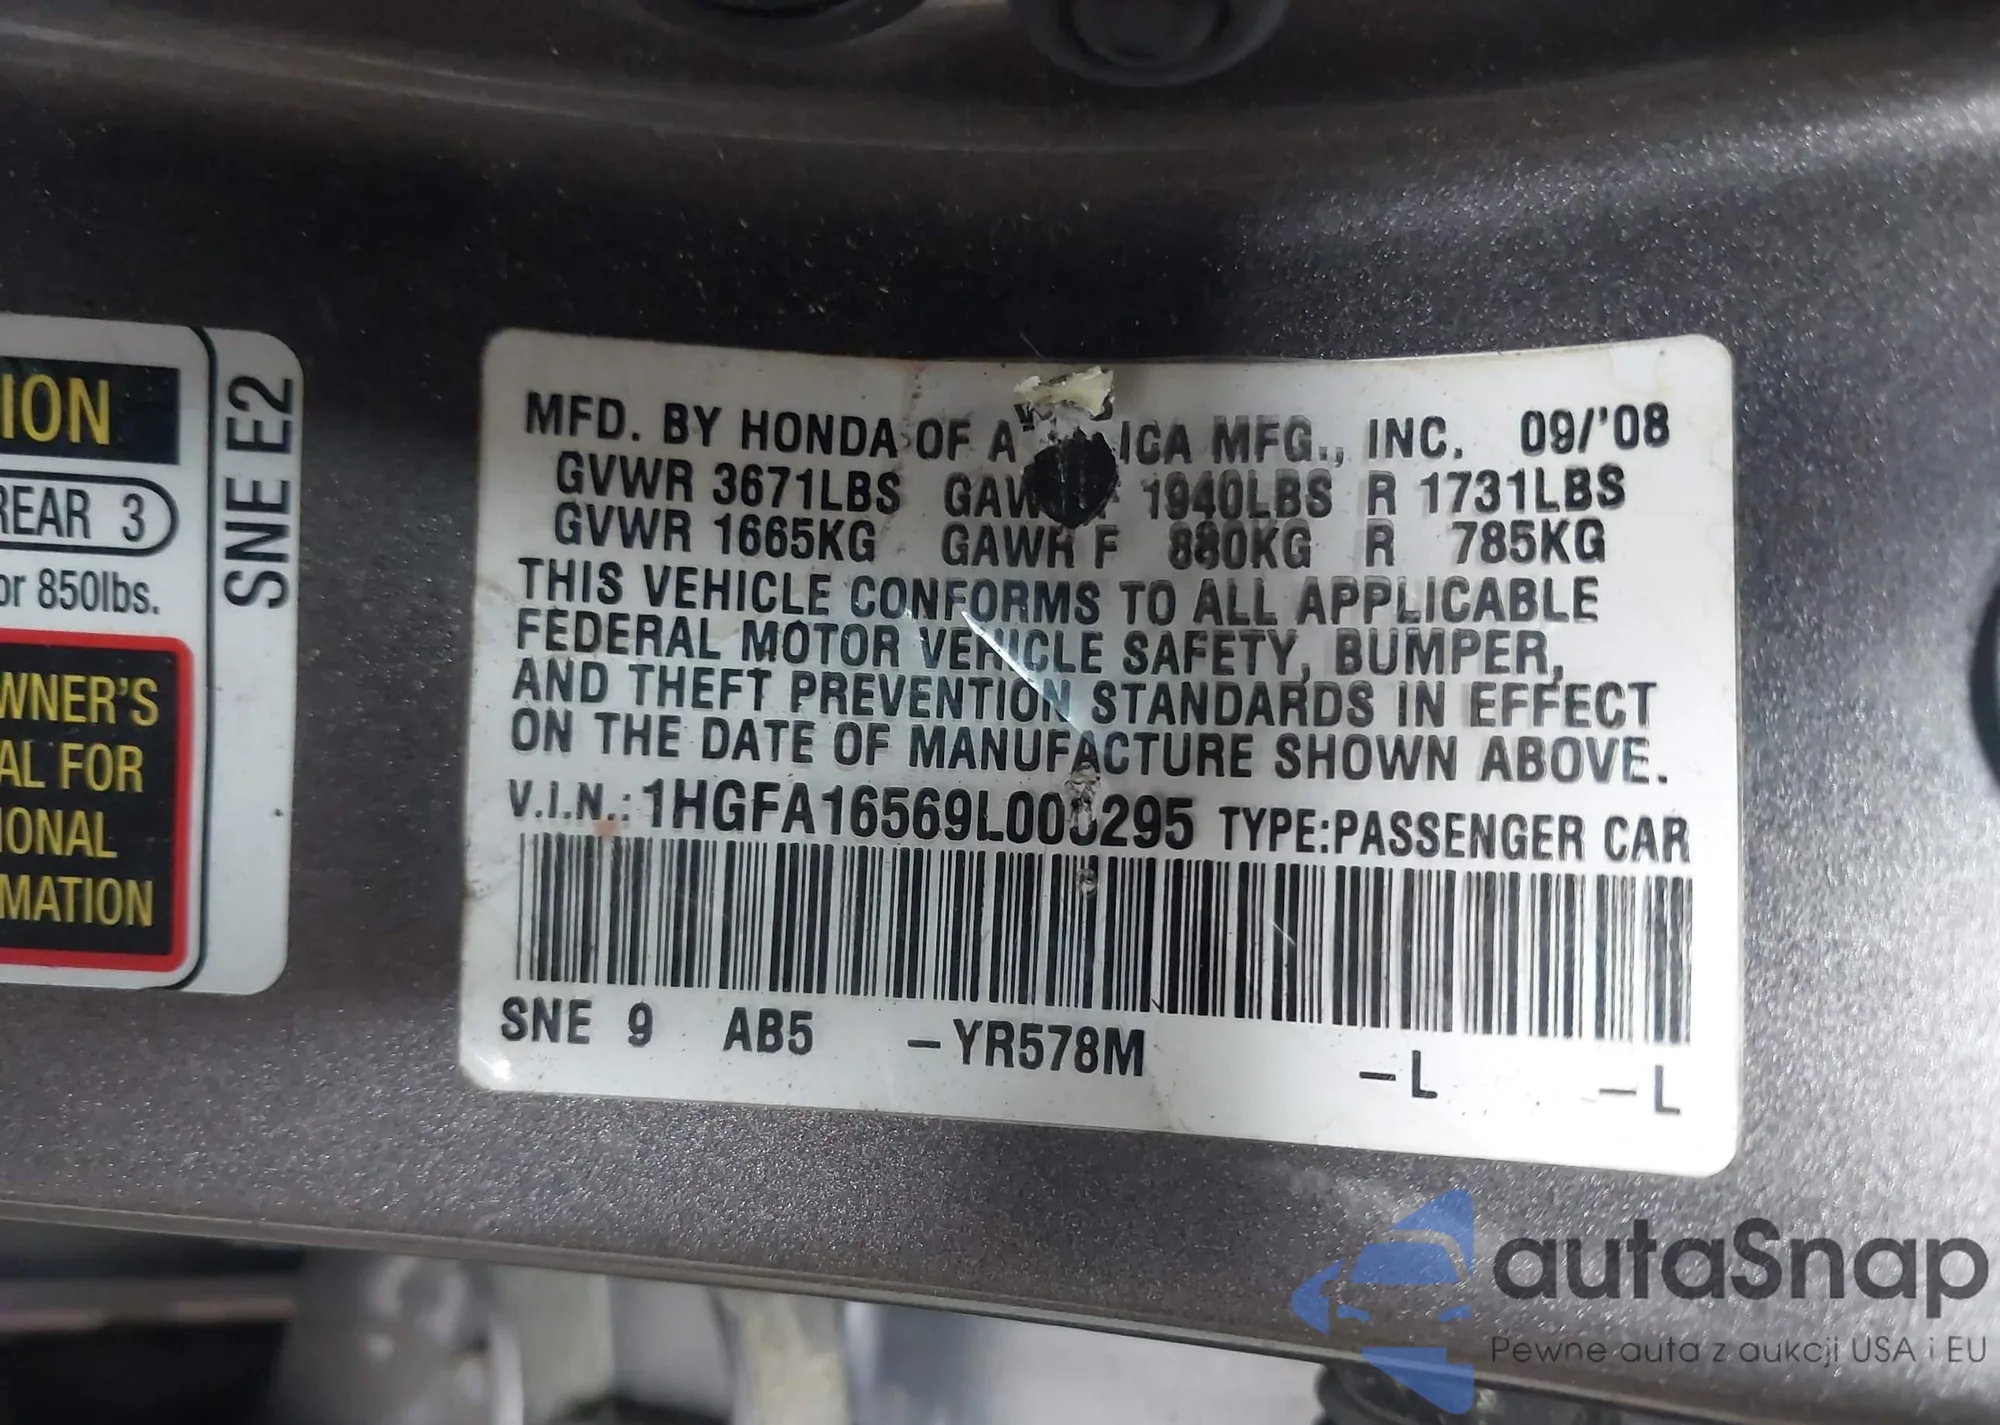 ION
REAR 3
or 850lbs.
WNER'S
AL FOR
IONAL
MATION
SNE E2
MFD. BY HONDA OF A ICA MFG., INC. 09/'08
GVWR 3671LBS GAW F 1940LBS R 1731LBS
GVWR 1665KG GAWR F 880KG R 785KG
THIS VEHICLE CONFORMS TO ALL APPLICABLE
FEDERAL MOTOR VEHICLE SAFETY, BUMPER,
AND THEFT PREVENTION STANDARDS IN EFFECT
ON THE DATE OF MANUFACTURE SHOWN ABOVE.
V.I.N.: TYPE:PASSENGER CAR
SNE 9 AB5 –YR578M –L –L
autaSnap
Pewne auta z aukcji USA i EU